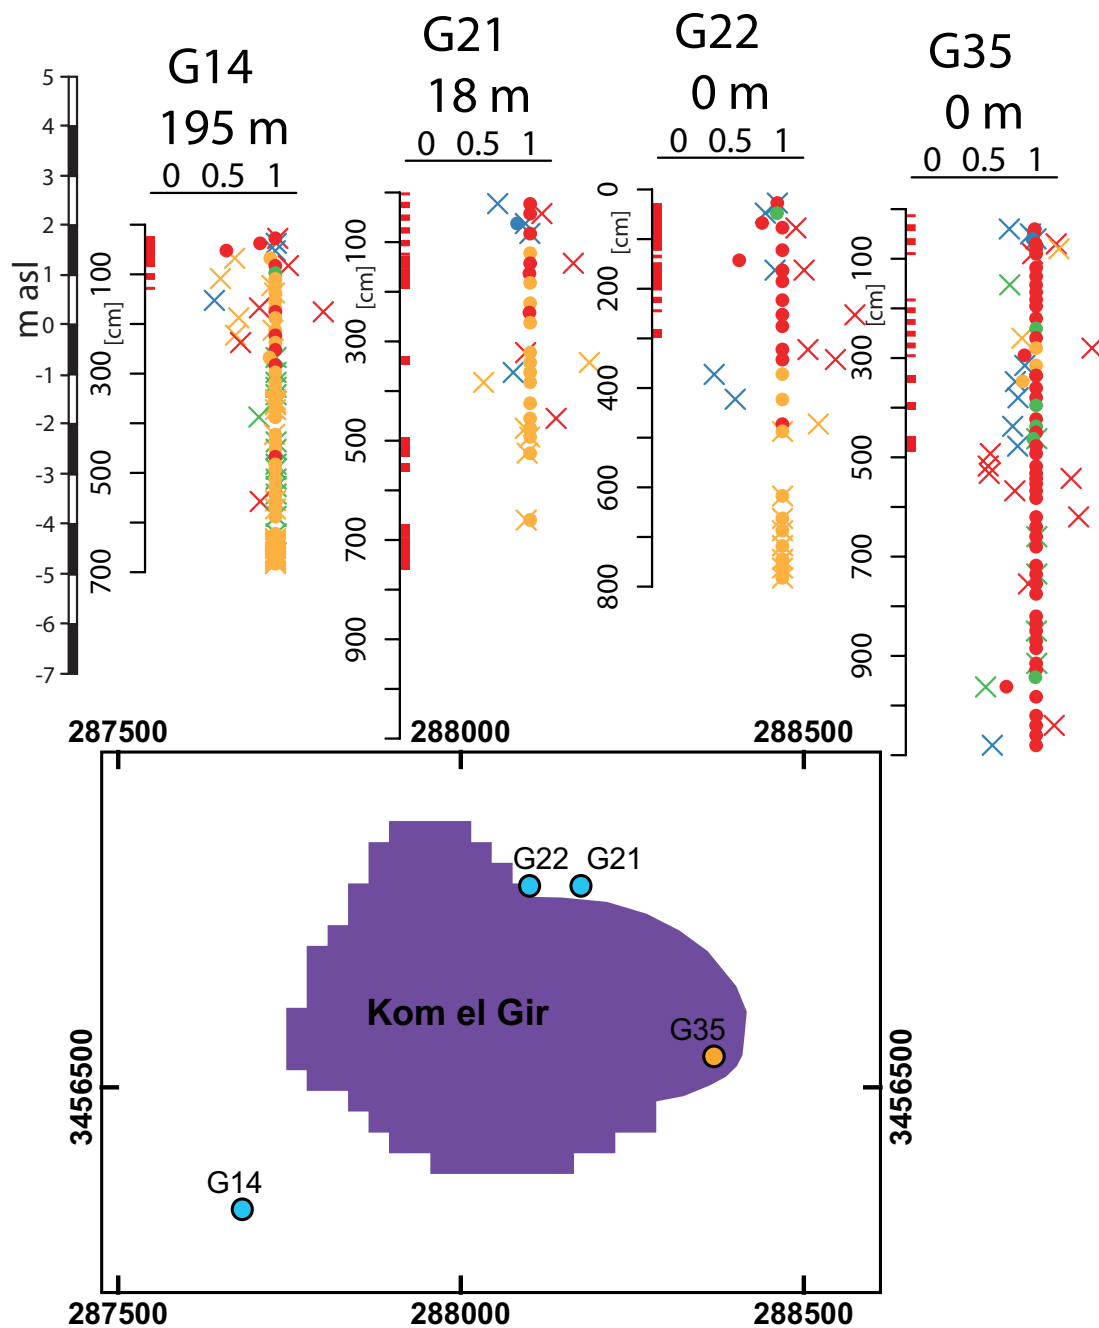 G14
G21
G22
G35
195 m
18 m
0 m
0 m
0 0.5 1
0 0.5 1
0 0.5 1
0 0.5 1
5
4
3
2
1
0
-1
-2
-3
-4
-5
-6
-7
m asl
100
300
500
700
[cm]
100
300
500
700
900
[cm]
0
200
400
600
800
[cm]
100
300
500
900
700
[cm]
287500 288000 288500
G22 G21
Kom el Gir
G35
3456500 3456500
G14
287500 288000 288500